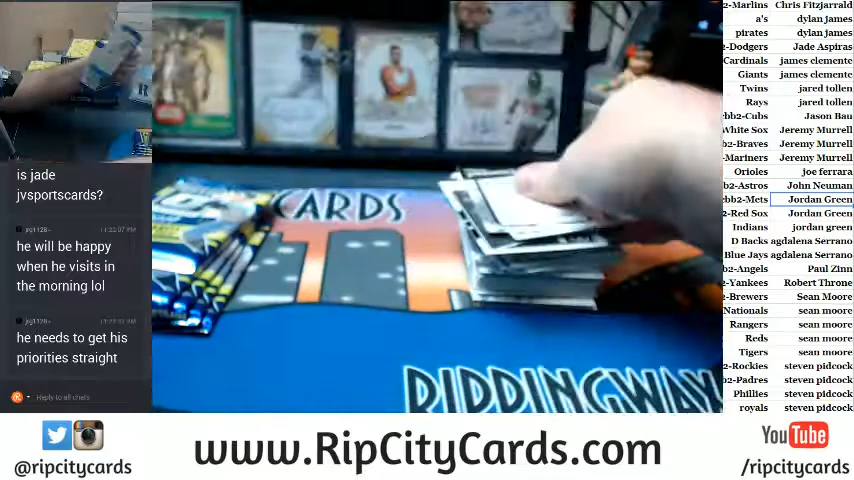 is jade
jvsportscards?
he will be happy
when he visits in
the morning lol
he needs to get his
priorities straight
Reply to all chats
CARDS
RIPPINGWAX
2-Marlins Chris Fitzjarrald
a's dylan james
pirates dylan james
2-Dodgers Jade Aspiras
Cardinals james clemente
Giants james clemente
Twins jared tollen
Rays jared tollen
bb2-Cubs Jason Bau
White Sox Jeremy Murrell
bb2-Braves Jeremy Murrell
2-Mariners Jeremy Murrell
Orioles joe ferrara
bb2-Astros John Neuman
bb2-Mets Jordan Green
2-Red Sox Jordan Green
Indians jordan green
D Backs agdalena Serrano
Blue Jays agdalena Serrano
b2-Angels Paul Zinn
2-Yankees Robert Throne
2-Brewers Sean Moore
Nationals sean moore
Rangers sean moore
Reds sean moore
Tigers sean moore
2-Rockies steven pidcock
b2-Padres steven pidcock
Phillies steven pidcock
royals steven pidcock
@ripcitycards
www.RipCityCards.com
YouTube
/ripcitycards